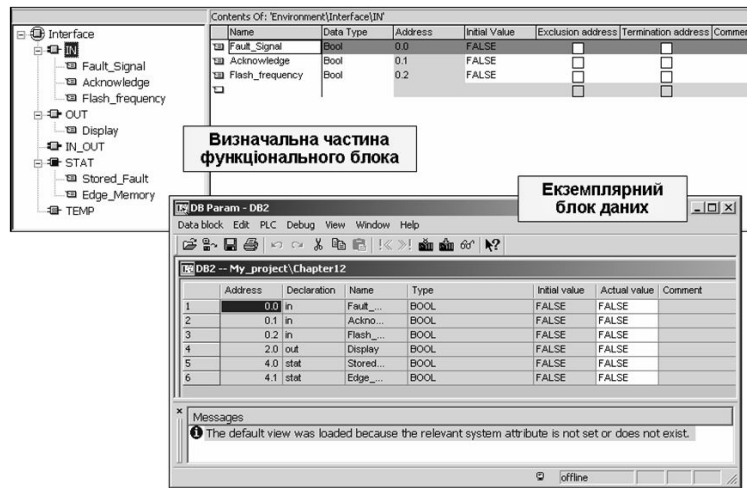 Interface
IN
Fault_Signal
Acknowledge
Flash_frequency
OUT
Display
IN_OUT
STAT
Stored_Fault
Edge_Memory
TEMP
Contents Of: 'Environment\Interface\IN'
Name Data Type Address Initial Value Exclusion address Termination address Commer
Fault_Signal Bool 0.0 FALSE
Acknowledge Bool 0.1 FALSE
Flash_frequency Bool 0.2 FALSE
Визначальна частина
функціонального блока
Екземплярний
блок даних
DB Param - DB2
Data block Edit PLC Debug View Window Help
DB2 -- My_project\Chapter12
Address Declaration Name Type Initial value Actual value Comment
1 0.0 in Fault_... BOOL FALSE FALSE
2 0.1 in Ackno... BOOL FALSE FALSE
3 0.2 in Flash_... BOOL FALSE FALSE
4 2.0 out Display BOOL FALSE FALSE
5 4.0 stat Stored... BOOL FALSE FALSE
6 4.1 stat Edge_... BOOL FALSE FALSE
Messages
The default view was loaded because the relevant system attribute is not set or does not exist.
offline